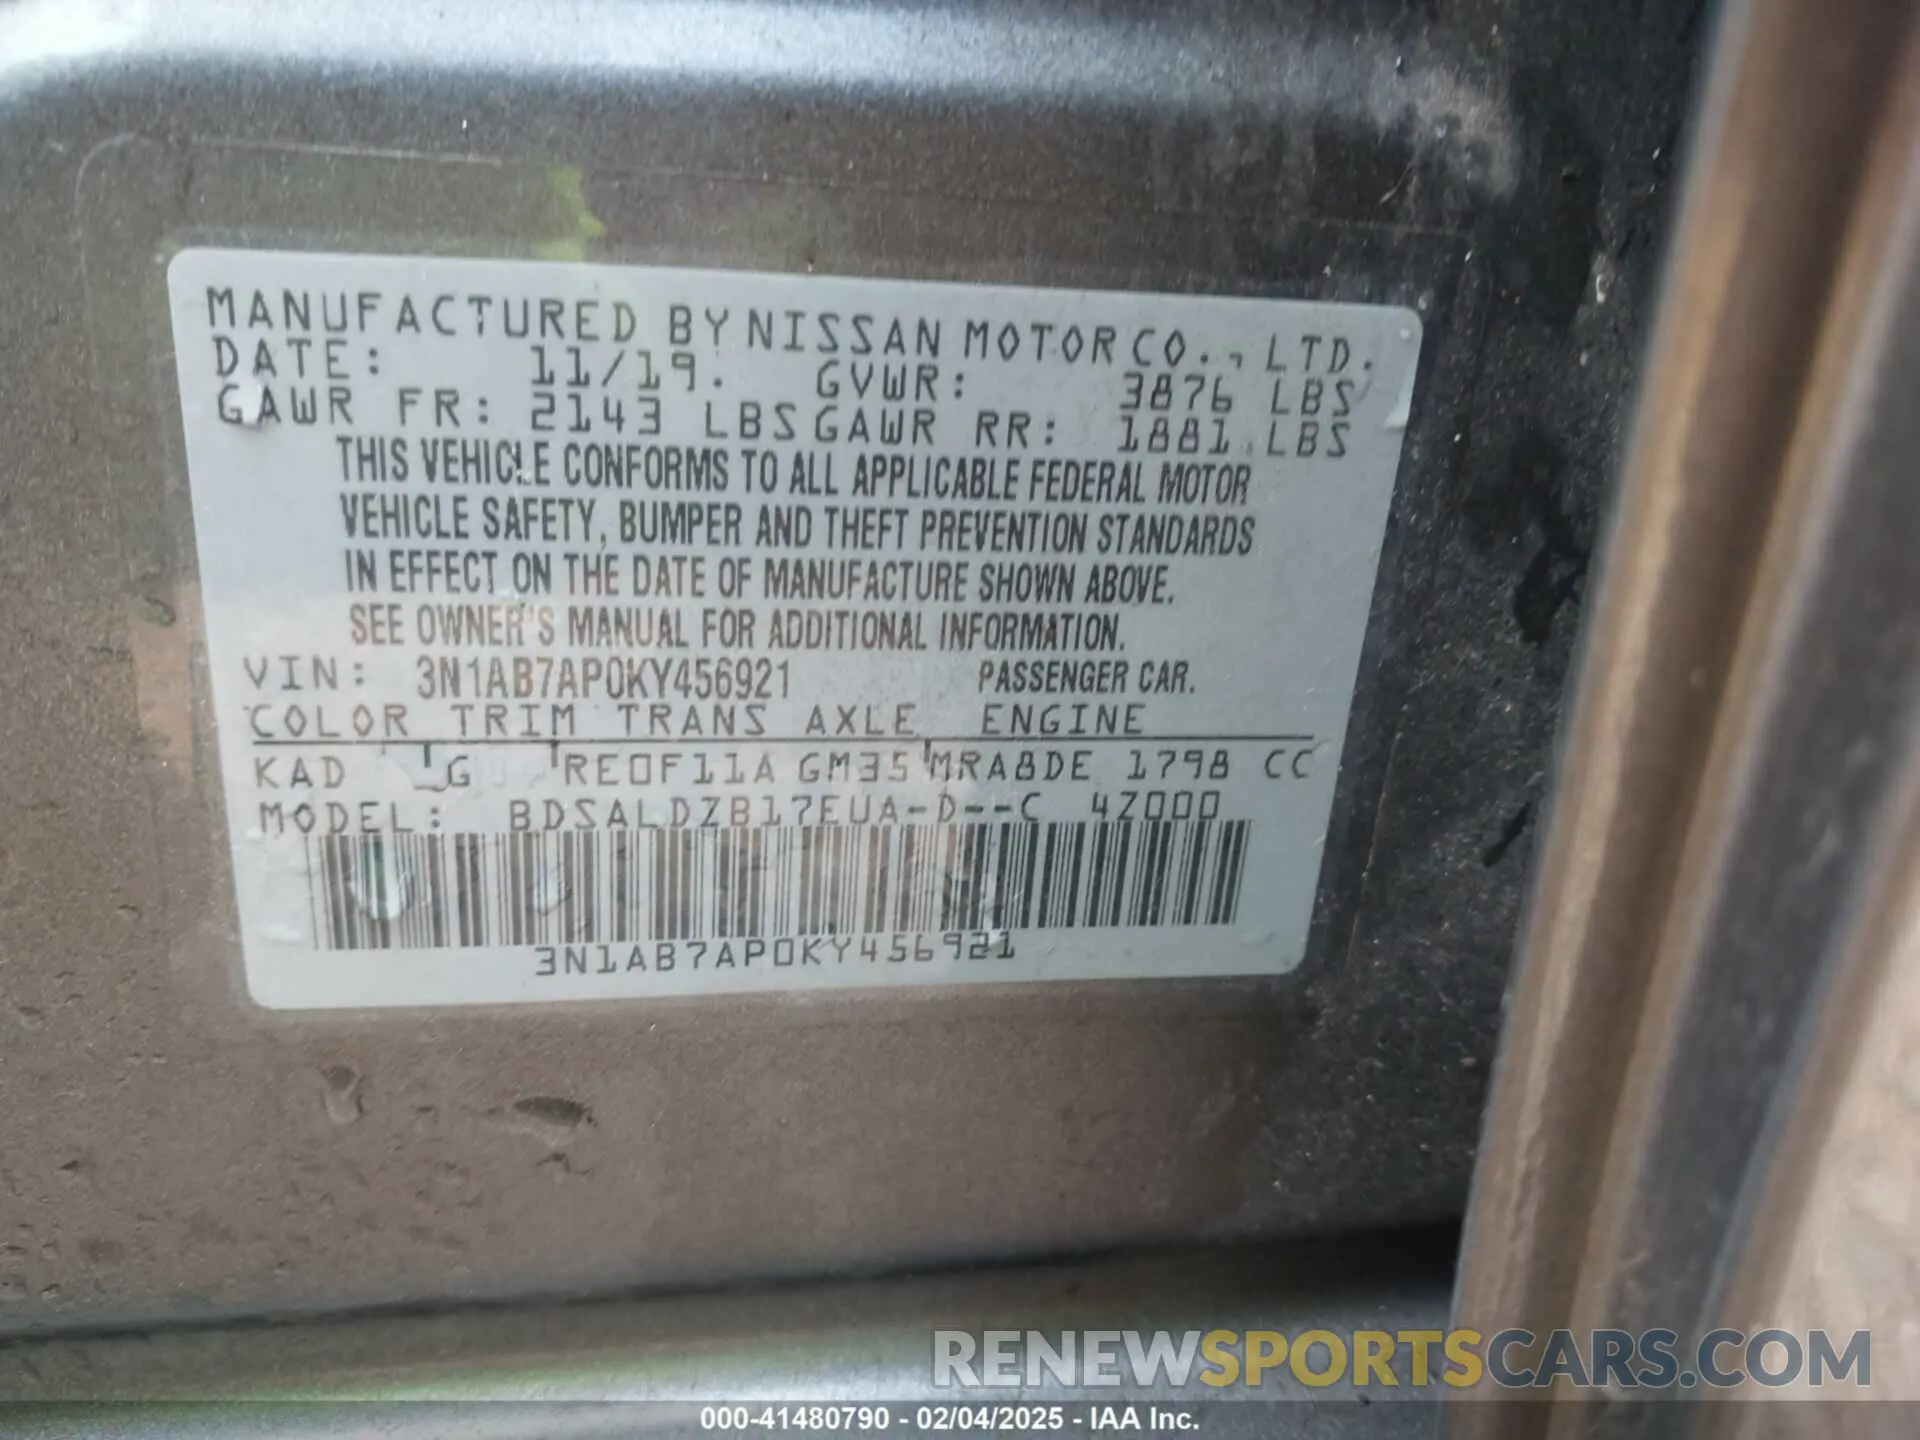 MANUFACTURED BY NISSAN MOTOR CO., LTD.
DATE: 11/19. GVWR: 3876 LBS
GAWR FR: 2143 LBS GAWR RR: 1881 LBS
THIS VEHICLE CONFORMS TO ALL APPLICABLE FEDERAL MOTOR
VEHICLE SAFETY, BUMPER AND THEFT PREVENTION STANDARDS
IN EFFECT ON THE DATE OF MANUFACTURE SHOWN ABOVE.
SEE OWNER'S MANUAL FOR ADDITIONAL INFORMATION.
VIN: 3N1AB7AP0KY456921 PASSENGER CAR.
COLOR TRIM TRANS AXLE ENGINE
KAD G RE0F11A GM35 MRA8DE 1798 CC
MODEL: BDSALDZB17EUA-D--C 4Z000
3N1AB7AP0KY456921
RENEWSPORTSCARS.COM
000-41480790 - 02/04/2025 - IAA Inc.